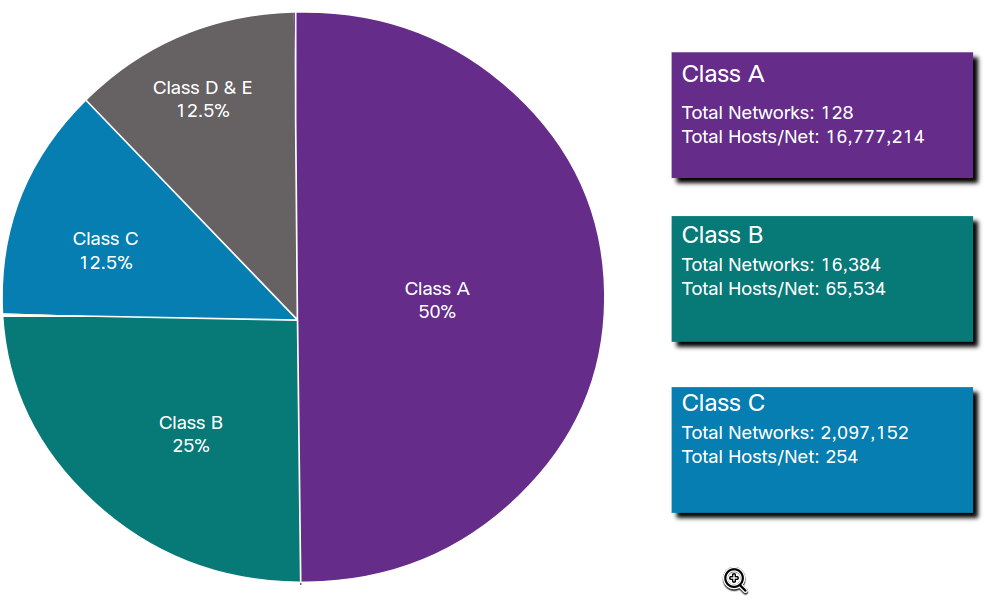 Class D & E
12.5%
Class C
12.5%
Class A
50%
Class B
25%
Class A
Total Networks: 128
Total Hosts/Net: 16,777,214
Class B
Total Networks: 16,384
Total Hosts/Net: 65,534
Class C
Total Networks: 2,097,152
Total Hosts/Net: 254